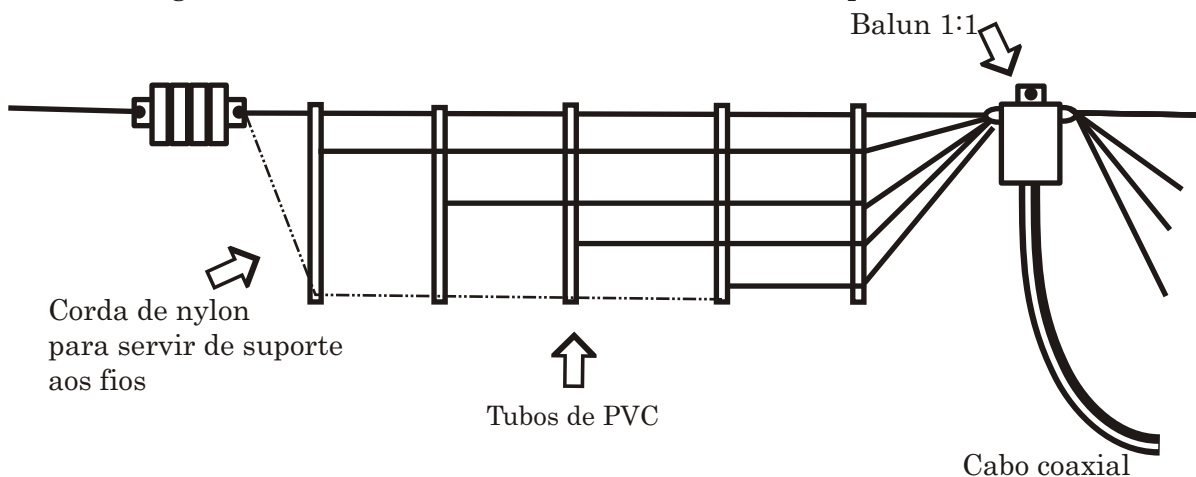 Balun 1:1
Corda de nylon
para servir de suporte
aos fios
Tubos de PVC
Cabo coaxial